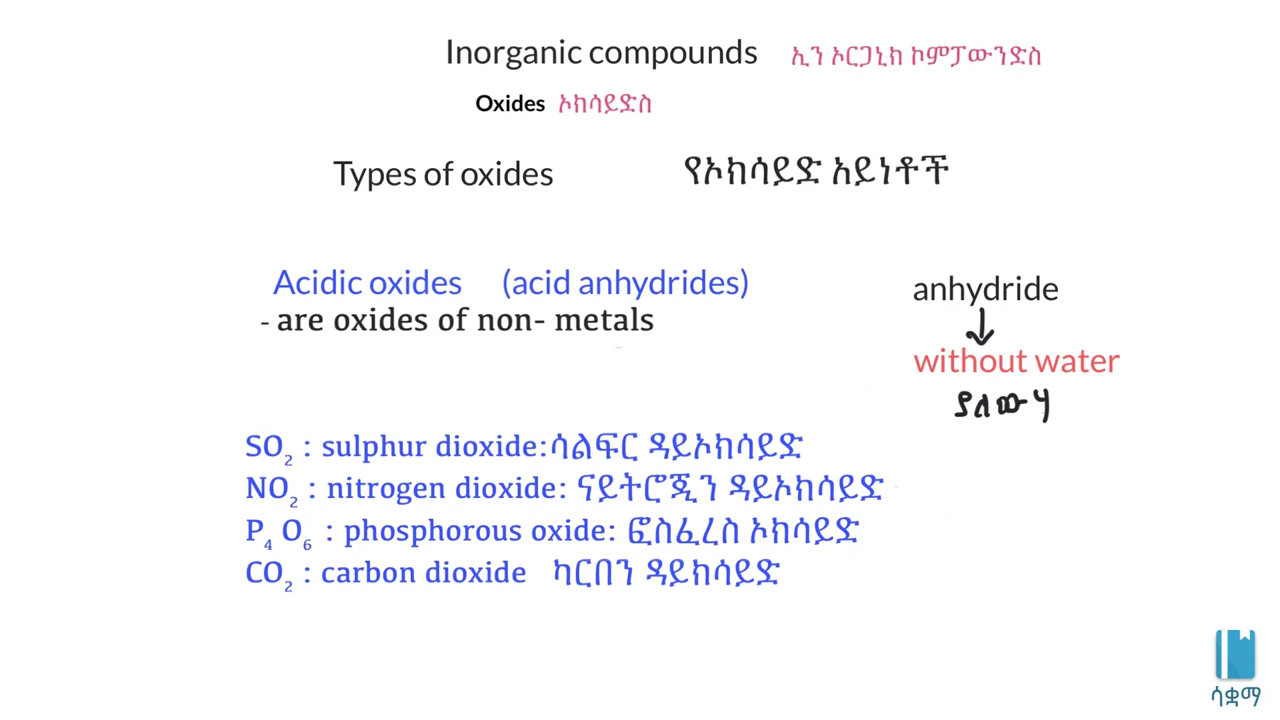 Inorganic compounds ኢን ኦርጋኒክ ኮምፓውንድስ
Oxides ኦክሳይድስ
Types of oxides የኦክሳይድ አይነቶች
Acidic oxides (acid anhydrides)
- are oxides of non- metals
anhydride
↓
without water
ያለውሃ
SO₂ : sulphur dioxide:ሳልፍር ዳይኦክሳይድ
NO₂ : nitrogen dioxide: ናይትሮጂን ዳይኦክሳይድ
P₄ O₆ : phosphorous oxide: ፎስፈረስ ኦክሳይድ
CO₂ : carbon dioxide ካርበን ዳይክሳይድ
ሳቋማ